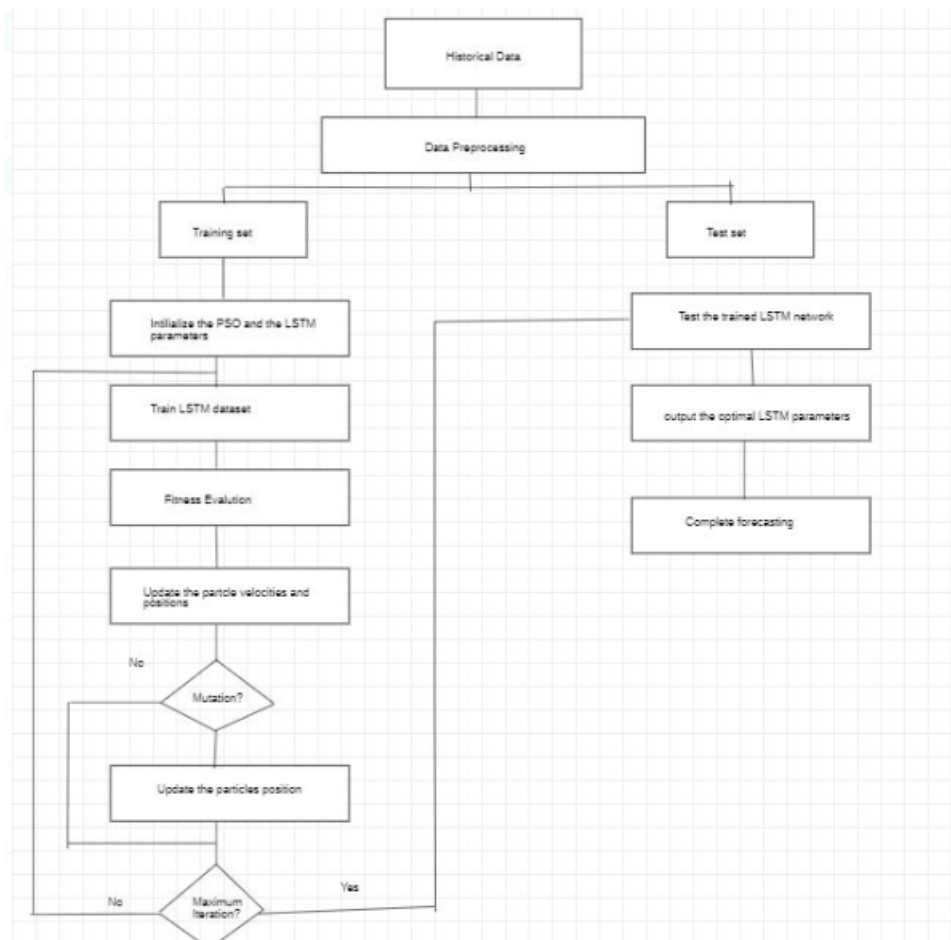 Historical Data
Data Preprocessing
Training set
Test set
Intilialize the PSO and the LSTM
parameters
Test the trained LSTM network
Train LSTM dataset
output the optimal LSTM parameters
Fitness Evalution
Complete forecasting
Update the partcle velocities and
positions
No
Mutation?
Update the particles position
No
Maximum
Iteration?
Yes